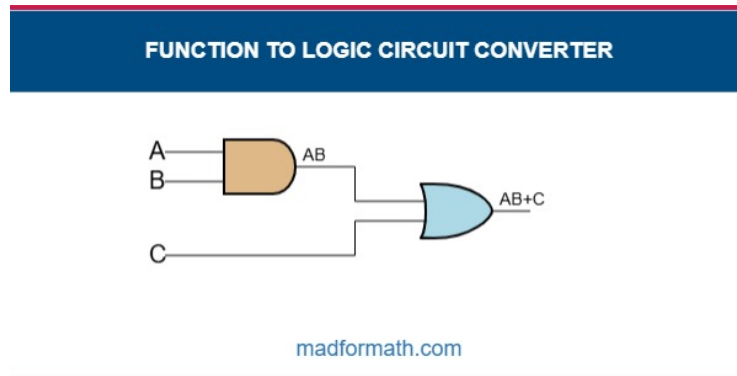 FUNCTION TO LOGIC CIRCUIT CONVERTER
A
AB
B
AB+C
C
madformath.com